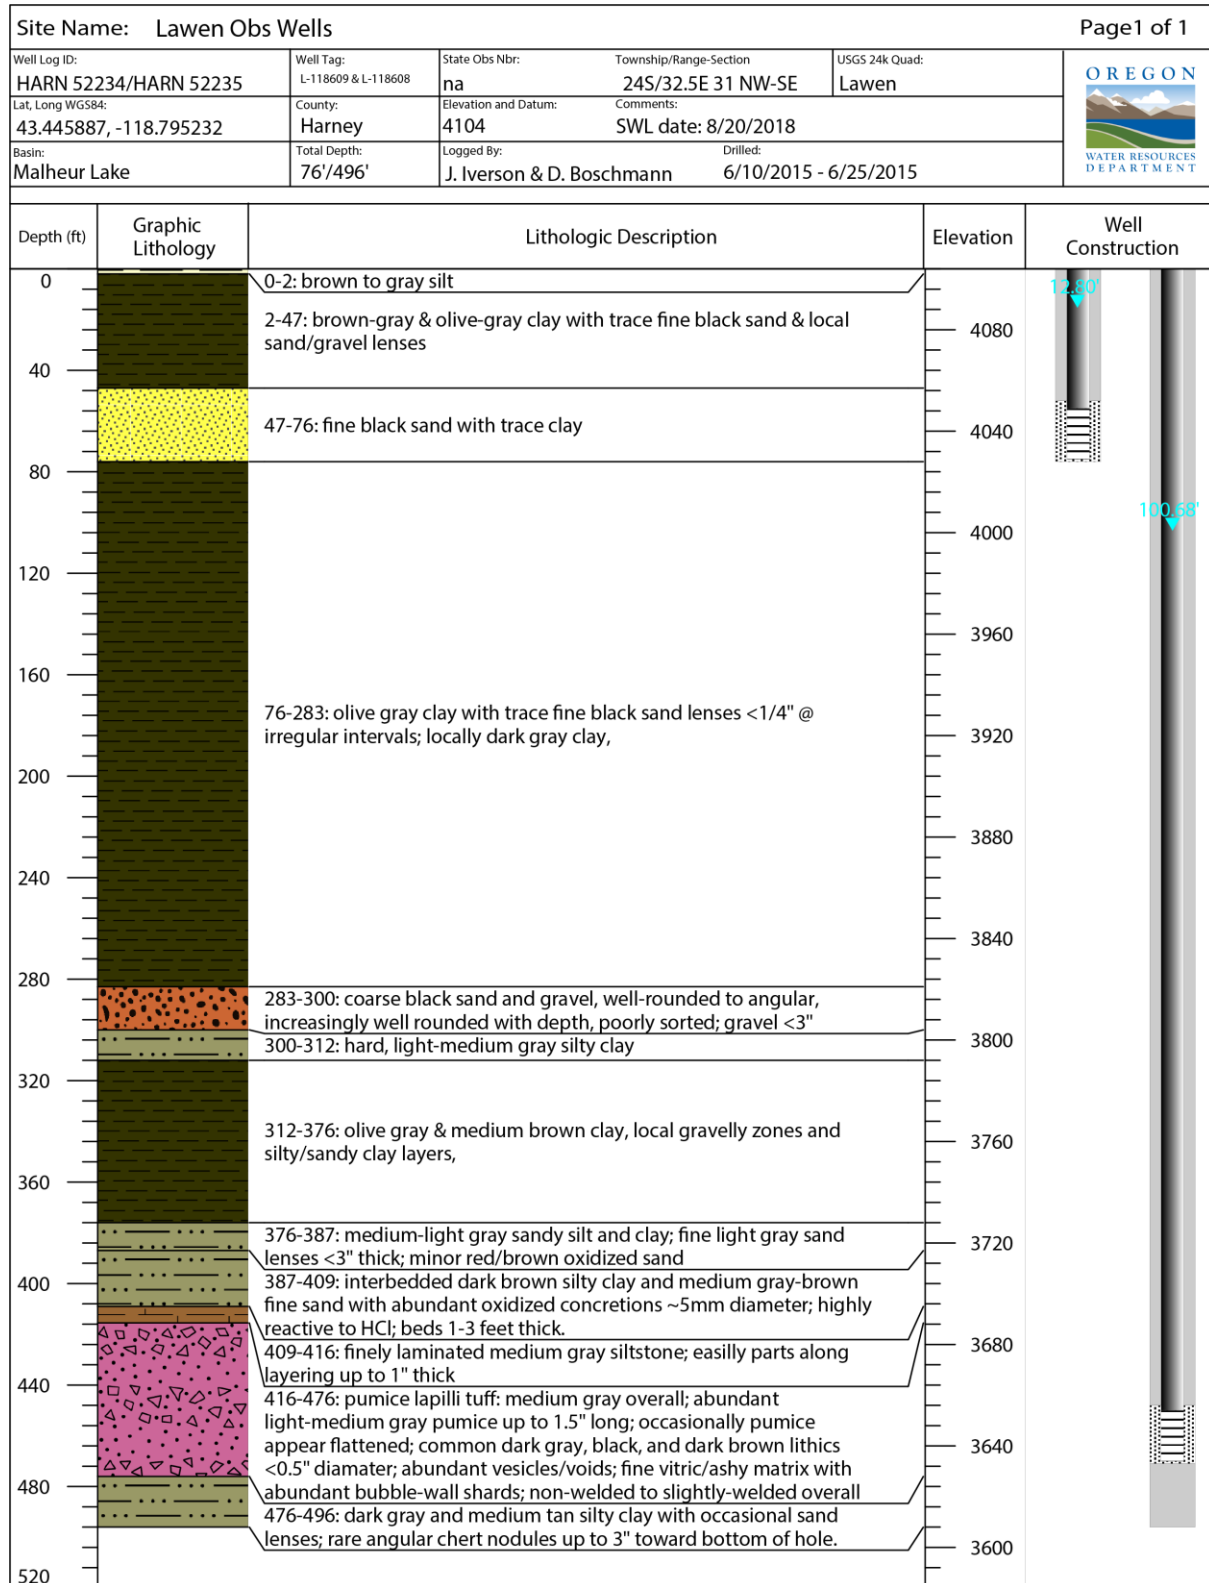 Site Name: Lawen Obs Wells Page1 of 1
Well Log ID: Well Tag: State Obs Nbr: Township/Range-Section USGS 24k Quad:
HARN 52234/HARN 52235 L-118609 & L-118608 na 24S/32.5E 31 NW-SE Lawen
Lat, Long WGS84: County: Elevation and Datum: Comments:
43.445887, -118.795232 Harney 4104 SWL date: 8/20/2018
Basin: Total Depth: Logged By: Drilled:
Malheur Lake 76'/496' J. Iverson & D. Boschmann 6/10/2015 - 6/25/2015
OREGON
WATER RESOURCES
DEPARTMENT
Depth (ft) Graphic Lithology Lithologic Description Elevation Well Construction
0
40
80
120
160
200
240
280
320
360
400
440
480
520
0-2: brown to gray silt
2-47: brown-gray & olive-gray clay with trace fine black sand & local
sand/gravel lenses
47-76: fine black sand with trace clay
76-283: olive gray clay with trace fine black sand lenses <1/4" @
irregular intervals; locally dark gray clay,
283-300: coarse black sand and gravel, well-rounded to angular,
increasingly well rounded with depth, poorly sorted; gravel <3"
300-312: hard, light-medium gray silty clay
312-376: olive gray & medium brown clay, local gravelly zones and
silty/sandy clay layers,
376-387: medium-light gray sandy silt and clay; fine light gray sand
lenses <3" thick; minor red/brown oxidized sand
387-409: interbedded dark brown silty clay and medium gray-brown
fine sand with abundant oxidized concretions ~5mm diameter; highly
reactive to HCl; beds 1-3 feet thick.
409-416: finely laminated medium gray siltstone; easilly parts along
layering up to 1" thick
416-476: pumice lapilli tuff: medium gray overall; abundant
light-medium gray pumice up to 1.5" long; occasionally pumice
appear flattened; common dark gray, black, and dark brown lithics
<0.5" diamater; abundant vesicles/voids; fine vitric/ashy matrix with
abundant bubble-wall shards; non-welded to slightly-welded overall
476-496: dark gray and medium tan silty clay with occasional sand
lenses; rare angular chert nodules up to 3" toward bottom of hole.
4080
4040
4000
3960
3920
3880
3840
3800
3760
3720
3680
3640
3600
12.80'
100.68'